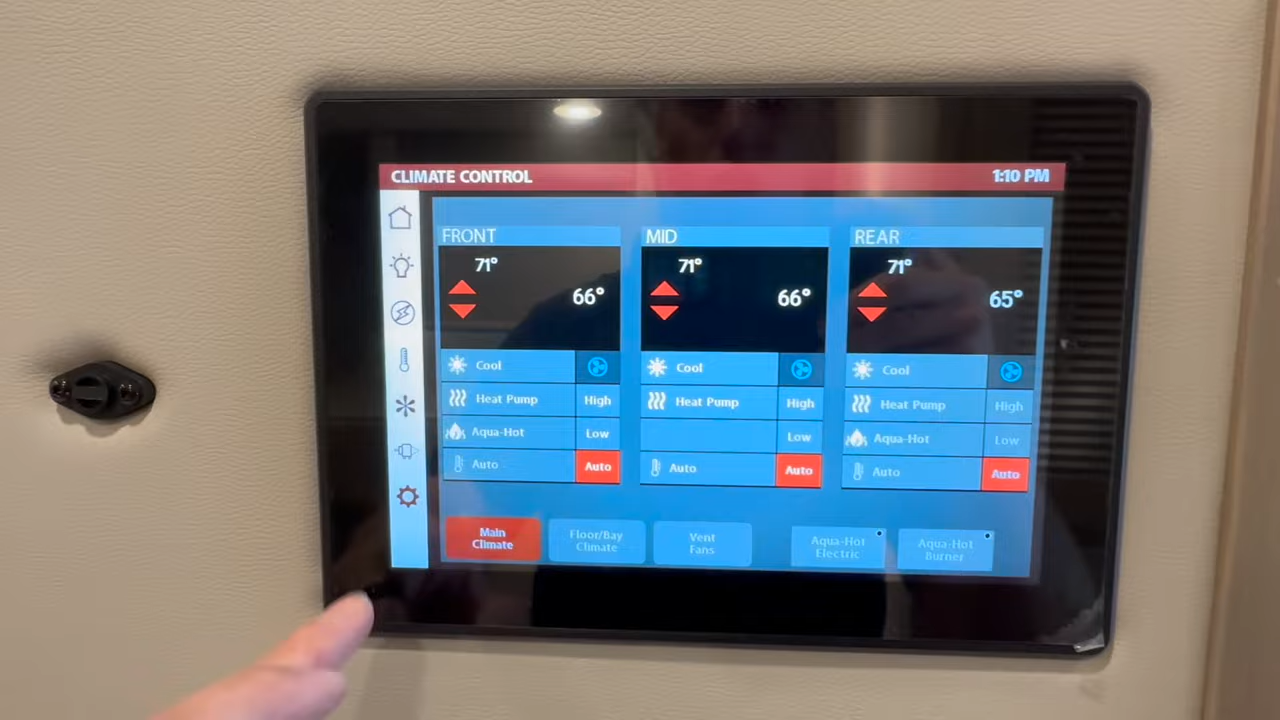 CLIMATE CONTROL 1:10 PM
FRONT MID REAR
71° 71° 71°
66° 66° 65°
Cool Cool Cool
Heat Pump High Heat Pump High Heat Pump High
Aqua-Hot Low Low Aqua-Hot Low
Auto Auto Auto Auto Auto Auto
Main Climate Floor/Bay Climate Vent Fans Aqua-Hot Electric Aqua-Hot Burner